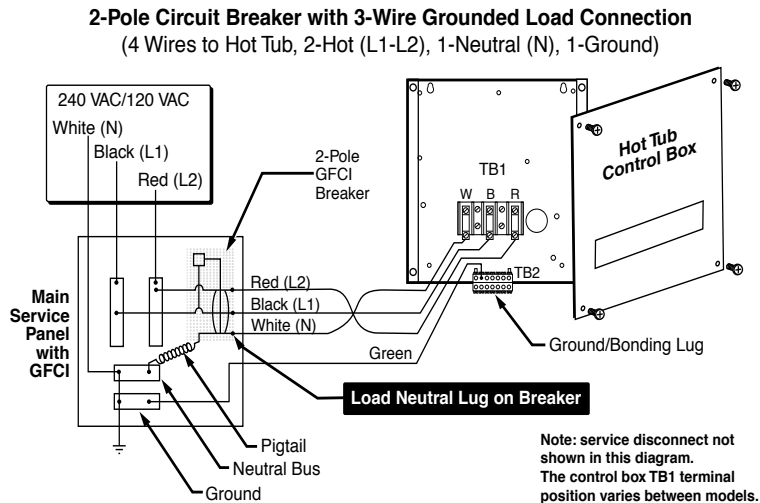 2-Pole Circuit Breaker with 3-Wire Grounded Load Connection
(4 Wires to Hot Tub, 2-Hot (L1-L2), 1-Neutral (N), 1-Ground)
240 VAC/120 VAC
White (N)
Black (L1)
Red (L2)
2-Pole
GFCI
Breaker
TB1
W B R
Hot Tub
Control Box
Main
Service
Panel
with
GFCI
Red (L2)
Black (L1)
White (N)
Green
TB2
Ground/Bonding Lug
Load Neutral Lug on Breaker
Pigtail
Neutral Bus
Ground
Note: service disconnect not
shown in this diagram.
The control box TB1 terminal
position varies between models.